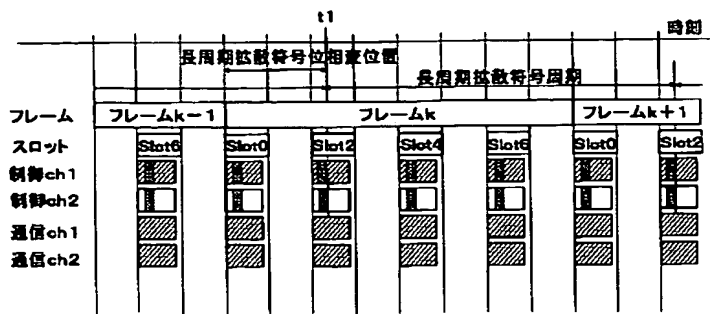 t1
時刻
長周期拡散符号位相変位置
長周期拡散符号周期
フレーム フレームk-1 フレームk フレームk+1
スロット Slot6 Slot0 Slot2 Slot4 Slot6 Slot0 Slot2
制御ch1
制御ch2
通信ch1
通信ch2